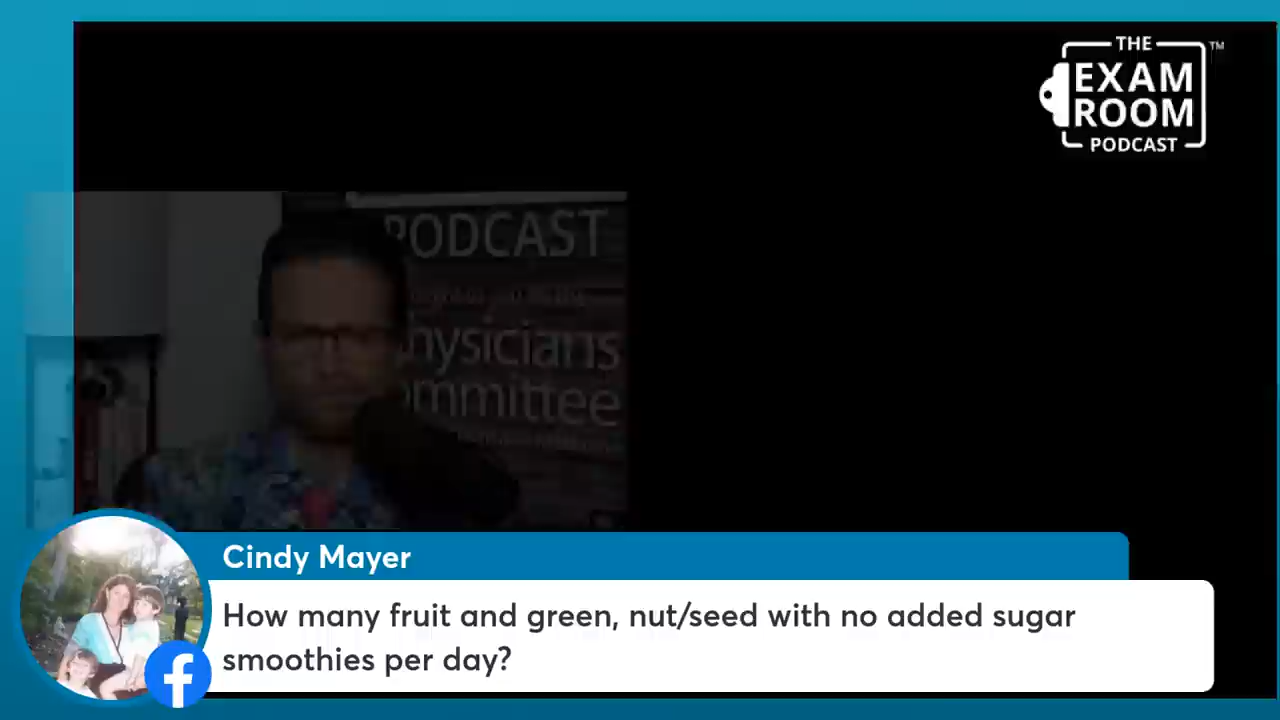 THE
EXAM
ROOM
PODCAST
TM
PODCAST
hysicians
ommittee
Cindy Mayer
How many fruit and green, nut/seed with no added sugar
smoothies per day?